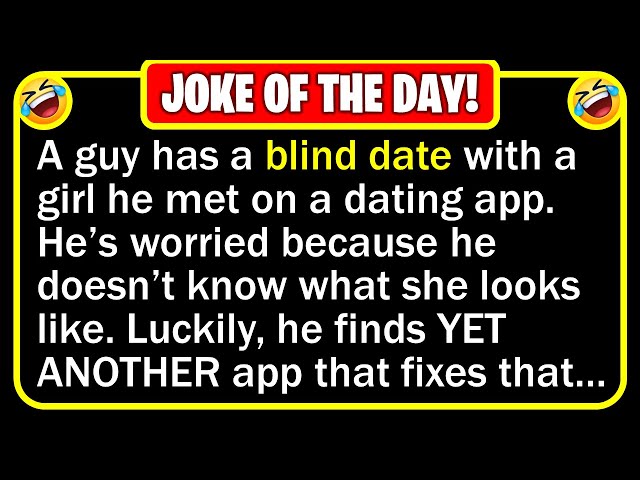 JOKE OF THE DAY!
A guy has a blind date with a
girl he met on a dating app.
He’s worried because he
doesn’t know what she looks
like. Luckily, he finds YET
ANOTHER app that fixes that...